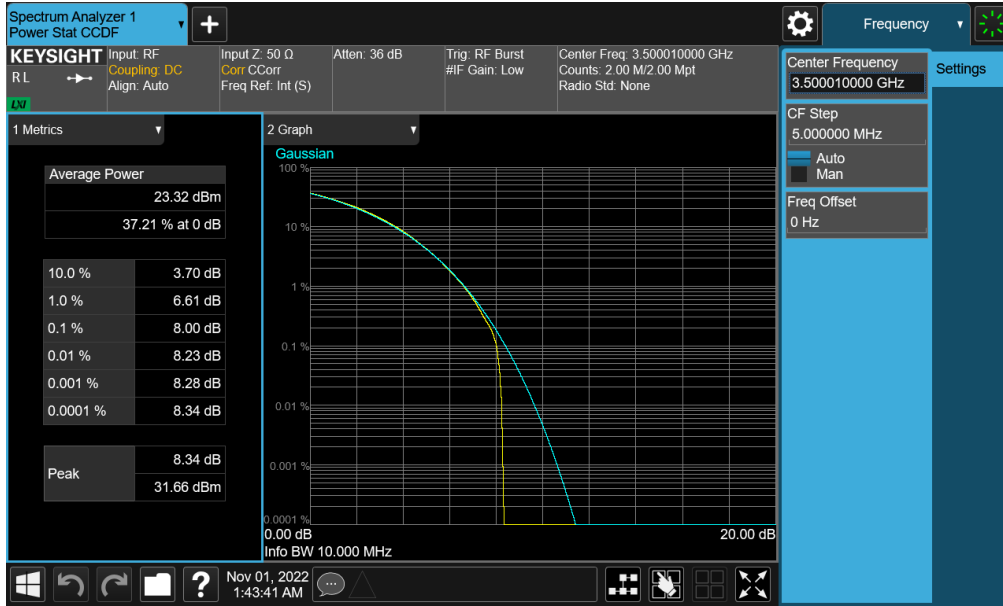 Spectrum Analyzer 1
Power Stat CCDF
Frequency
KEYSIGHT
RL
LXI
Input: RF
Coupling: DC
Align: Auto
Input Z: 50 Ω
Corr CCorr
Freq Ref: Int (S)
Atten: 36 dB
Trig: RF Burst
#IF Gain: Low
Center Freq: 3.500010000 GHz
Counts: 2.00 M/2.00 Mpt
Radio Std: None
Center Frequency
3.500010000 GHz
Settings
CF Step
5.000000 MHz
Auto
Man
Freq Offset
0 Hz
1 Metrics
Average Power
23.32 dBm
37.21 % at 0 dB
10.0 % 3.70 dB
1.0 % 6.61 dB
0.1 % 8.00 dB
0.01 % 8.23 dB
0.001 % 8.28 dB
0.0001 % 8.34 dB
Peak
8.34 dB
31.66 dBm
2 Graph
Gaussian
100 %
10 %
1 %
0.1 %
0.01 %
0.001 %
0.0001 %
0.00 dB 20.00 dB
Info BW 10.000 MHz
?
Nov 01, 2022
1:43:41 AM